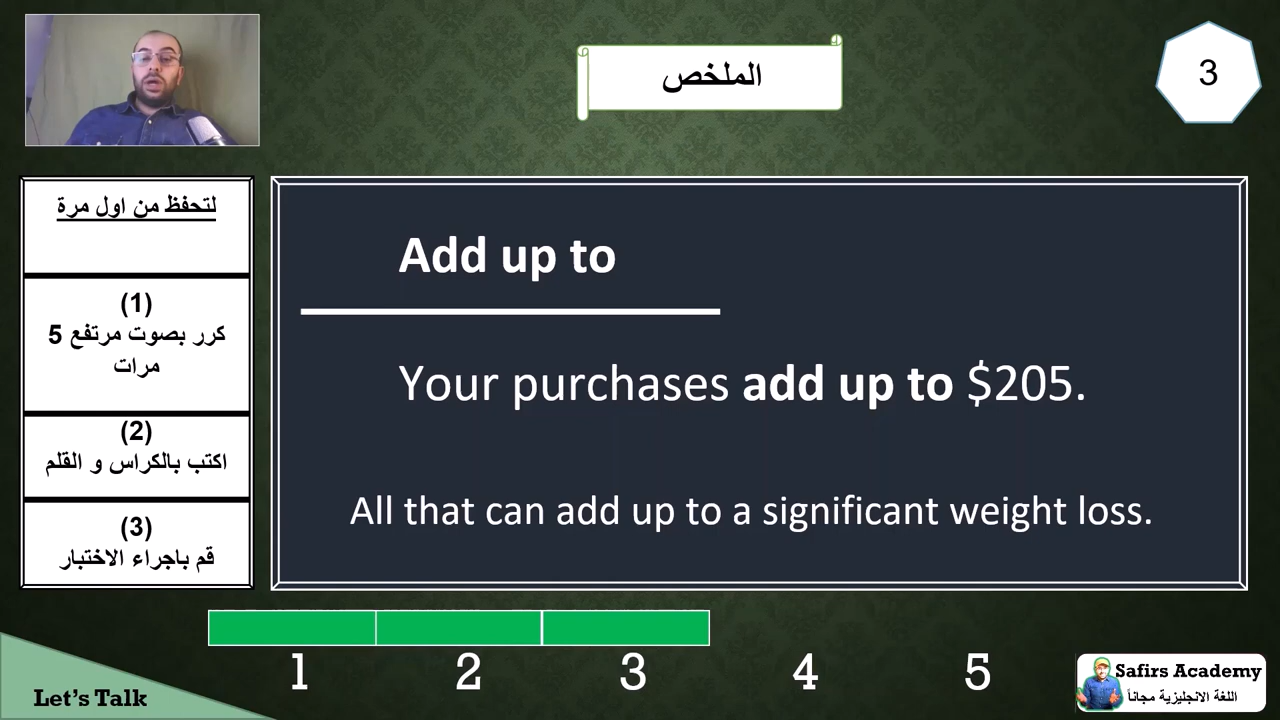 الملخص
3
لتحفظ من اول مرة
(1)
كرر بصوت مرتفع 5
مرات
(2)
اكتب بالكراس و القلم
(3)
قم باجراء الاختبار
Add up to
Your purchases add up to $205.
All that can add up to a significant weight loss.
1 2 3 4 5
Let's Talk
Safirs Academy
اللغة الانجليزية مجاناً